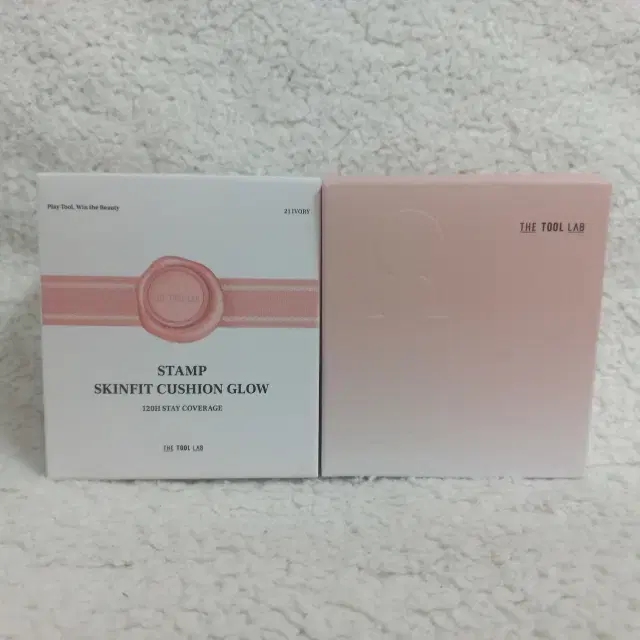 Play Tool, Win the Beauty
21 IVORY
THE TOOL LAB
STAMP
SKINFIT CUSHION GLOW
120H STAY COVERAGE
THE TOOL LAB
THE TOOL LAB